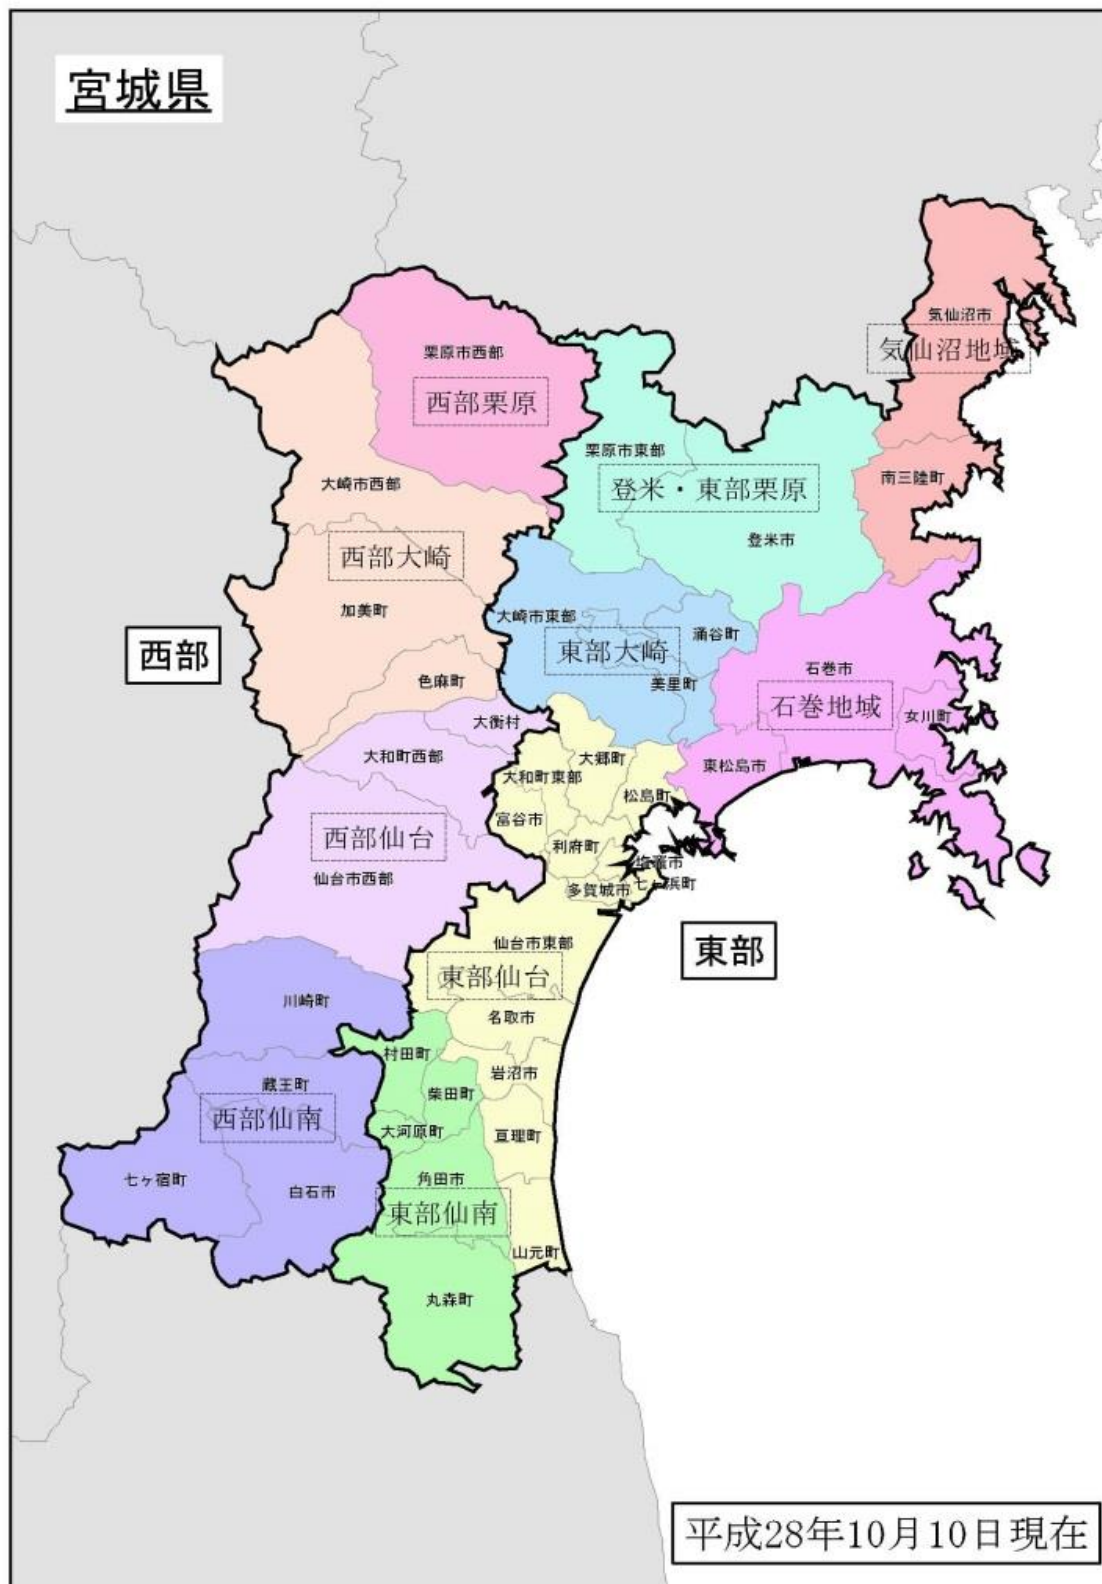 宮城県
気仙沼市
気仙沼地域
栗原市西部
西部栗原
栗原市東部
登米・東部栗原
南三陸町
大崎市西部
登米市
西部大崎
加美町
大崎市東部
涌谷町
東部大崎
西部
石巻市
色麻町
美里町
石巻地域
女川町
大衡村
大和町西部
大郷町
東松島市
大和町東部
松島町
富谷市
西部仙台
利府町
塩竈市
仙台市西部
多賀城市
七ヶ浜町
仙台市東部
東部
東部仙台
川崎町
名取市
村田町
岩沼市
蔵王町
柴田町
西部仙南
大河原町
亘理町
七ヶ宿町
角田市
白石市
東部仙南
山元町
丸森町
平成28年10月10日現在